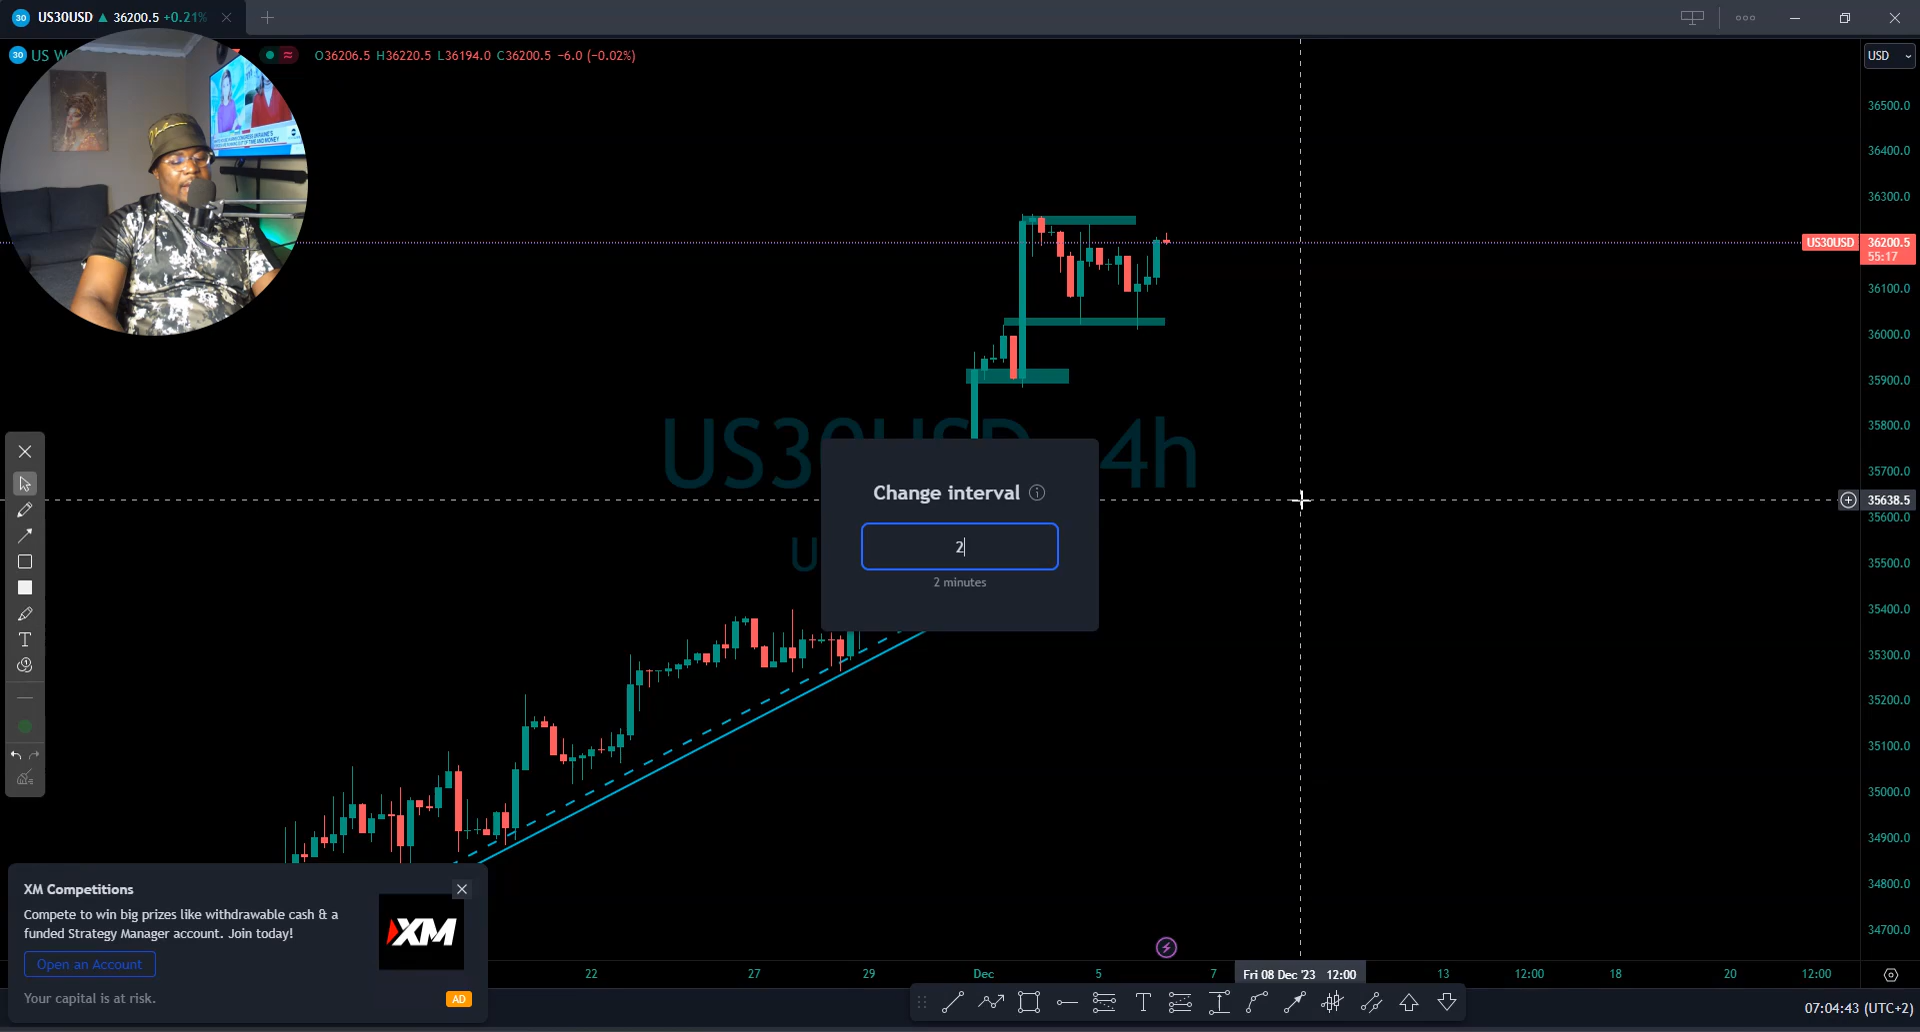 30 US30USD ▲ 36200.5 +0.21%
30 US
O36206.5 H36220.5 L36194.0 C36200.5 −6.0 (−0.02%)
USD
36500.0
36400.0
36300.0
US30USD 36200.5
55:17
36100.0
36000.0
35900.0
35800.0
35700.0
35638.5
35600.0
35500.0
35400.0
35300.0
35200.0
35100.0
35000.0
34900.0
34800.0
34700.0
4h
Change interval
2
2 minutes
XM Competitions
Compete to win big prizes like withdrawable cash & a
funded Strategy Manager account. Join today!
Open an Account
Your capital is at risk.
AD
XM
22 27 29 Dec 5 7 Fri 08 Dec '23 12:00 13 12:00 18 20 12:00
07:04:43 (UTC+2)